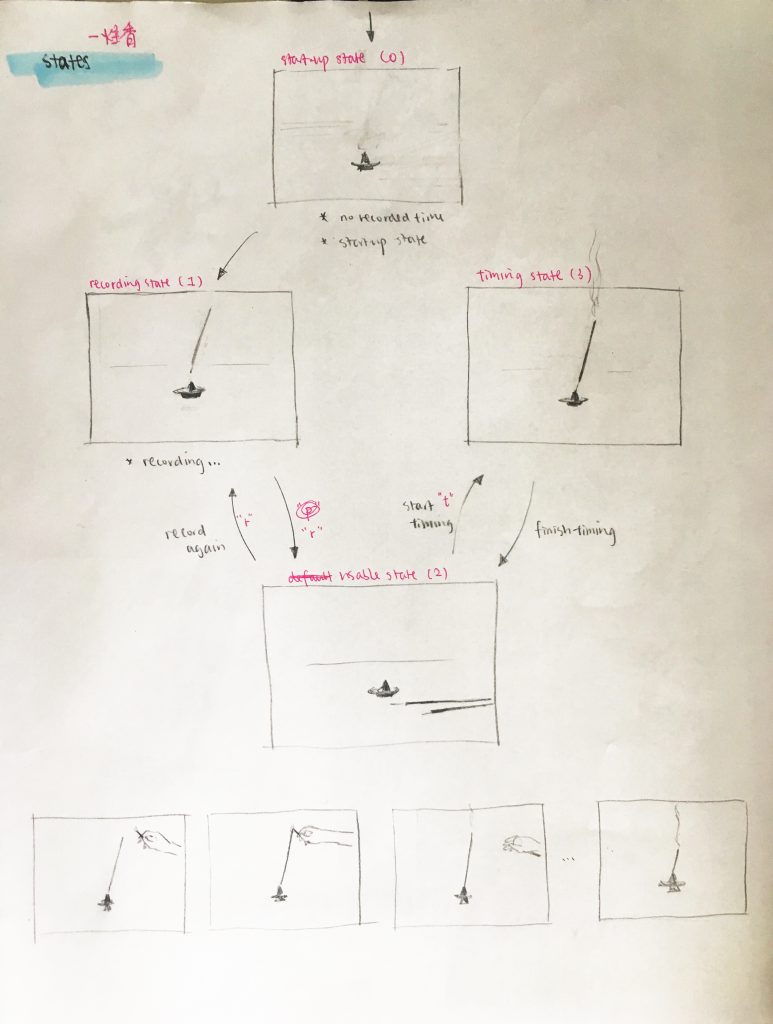 一炷香
states
start-up state (0)
* no recorded time
* start-up state
recording state (1)
timing state (3)
* recording...
record
again
"r"
"p"
"r"
start "t"
timing
finish-timing
default usable state (2)
...